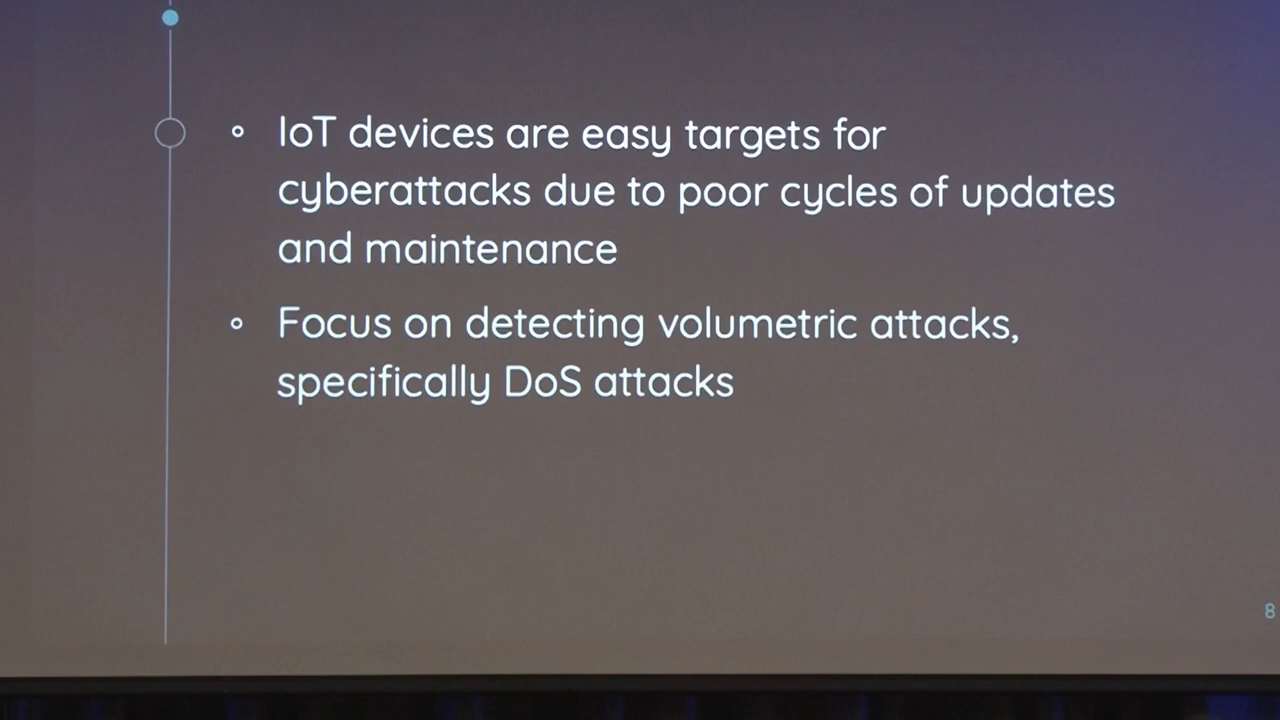 IoT devices are easy targets for
cyberattacks due to poor cycles of updates
and maintenance
Focus on detecting volumetric attacks,
specifically DoS attacks
8